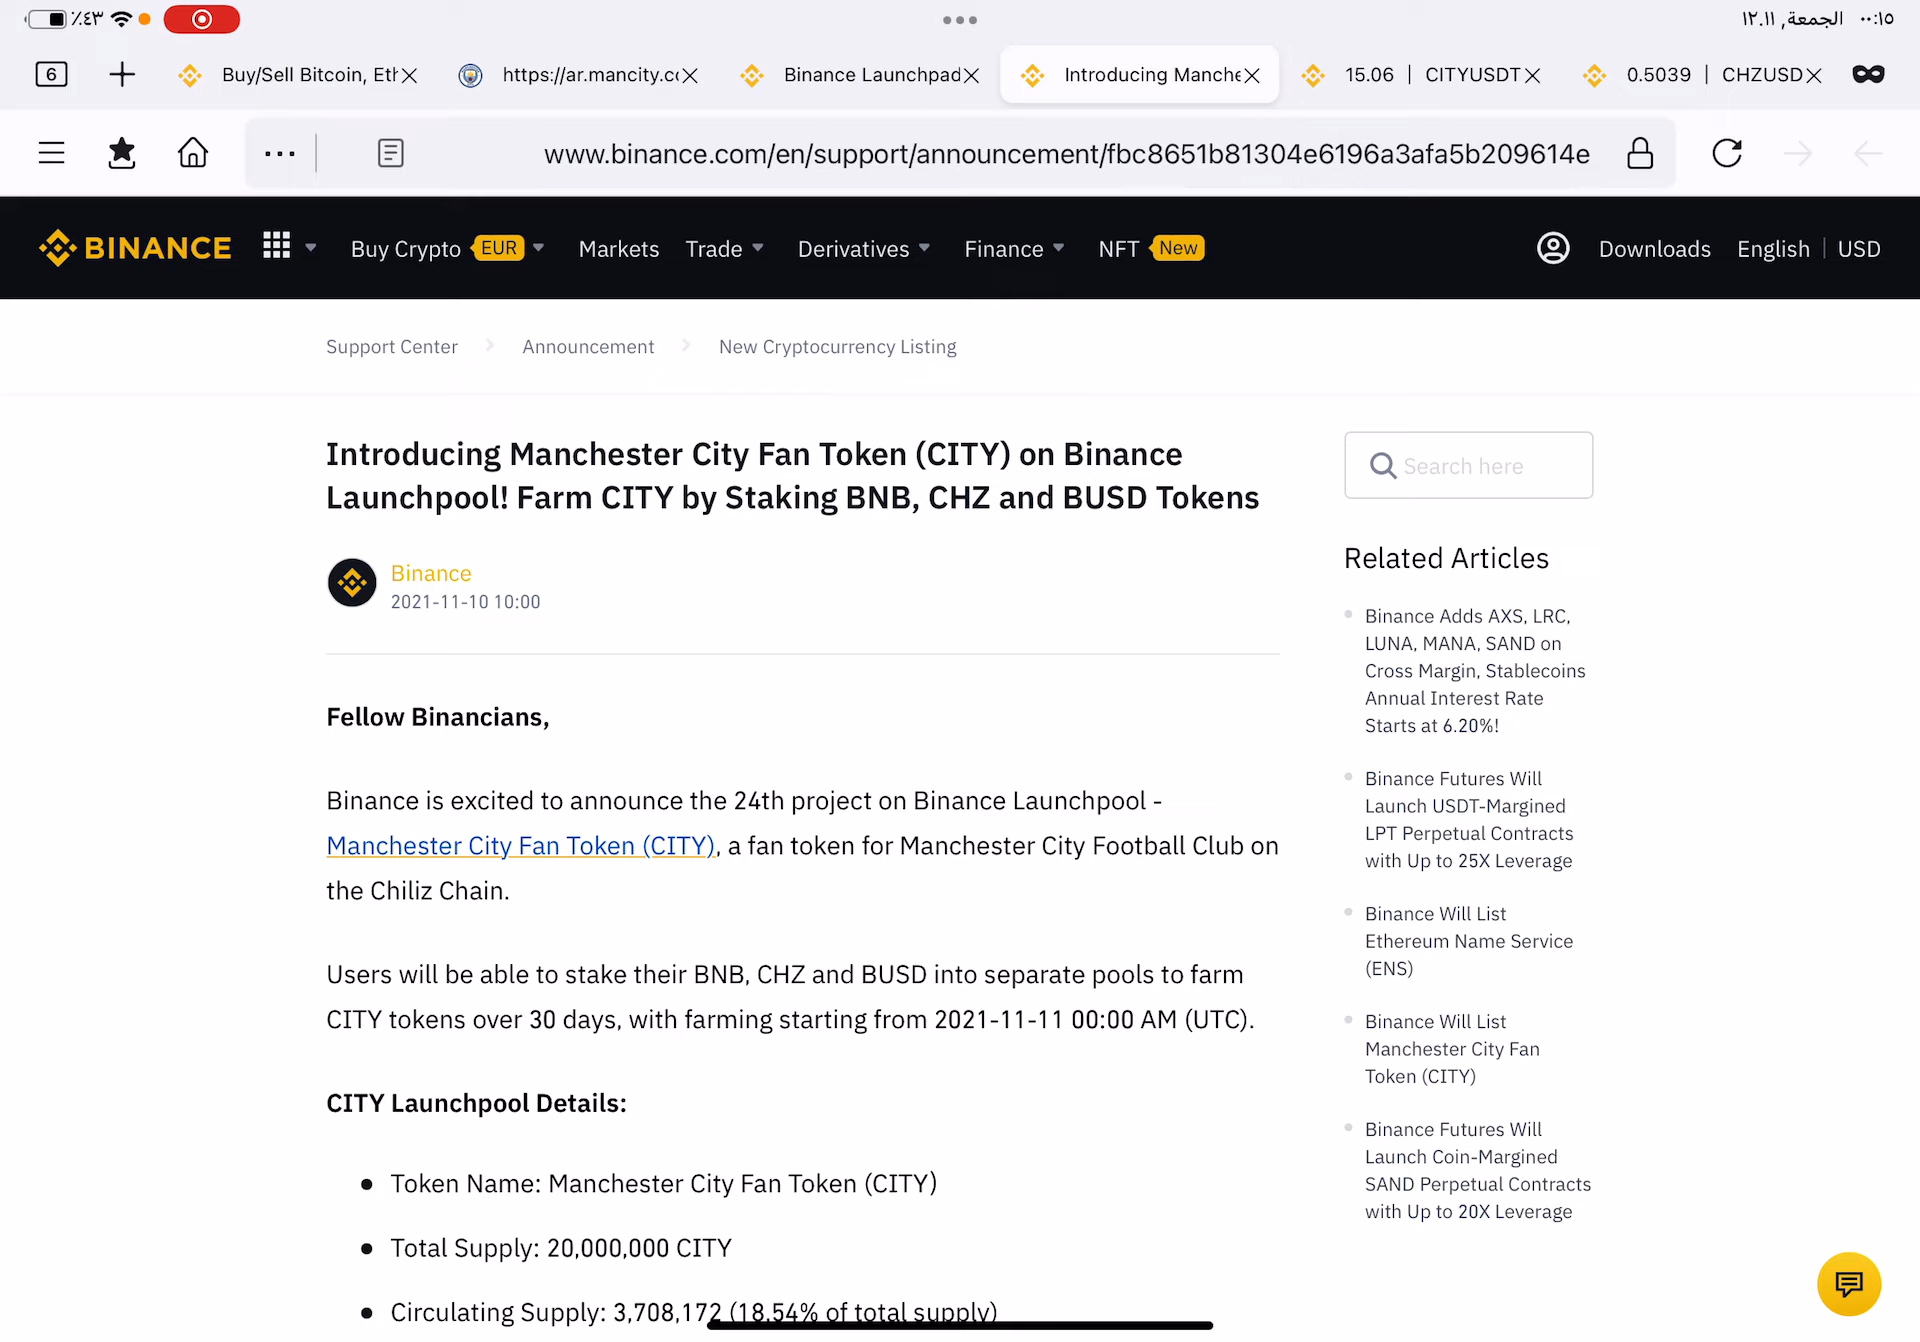 ٪٤٣
الجمعة, ١٢.١١
٠٠:١٥
6
Buy/Sell Bitcoin, Eth
https://ar.mancity.co
Binance Launchpad
Introducing Manche
15.06 | CITYUSDT
0.5039 | CHZUSD
www.binance.com/en/support/announcement/fbc8651b81304e6196a3afa5b209614e
BINANCE
Buy Crypto EUR
Markets
Trade
Derivatives
Finance
NFT New
Downloads
English | USD
Support Center
Announcement
New Cryptocurrency Listing
Introducing Manchester City Fan Token (CITY) on Binance
Launchpool! Farm CITY by Staking BNB, CHZ and BUSD Tokens
Binance
2021-11-10 10:00
Fellow Binancians,
Binance is excited to announce the 24th project on Binance Launchpool -
Manchester City Fan Token (CITY), a fan token for Manchester City Football Club on
the Chiliz Chain.
Users will be able to stake their BNB, CHZ and BUSD into separate pools to farm
CITY tokens over 30 days, with farming starting from 2021-11-11 00:00 AM (UTC).
CITY Launchpool Details:
Token Name: Manchester City Fan Token (CITY)
Total Supply: 20,000,000 CITY
Circulating Supply: 3,708,172 (18.54% of total supply)
Search here
Related Articles
Binance Adds AXS, LRC,
LUNA, MANA, SAND on
Cross Margin, Stablecoins
Annual Interest Rate
Starts at 6.20%!
Binance Futures Will
Launch USDT-Margined
LPT Perpetual Contracts
with Up to 25X Leverage
Binance Will List
Ethereum Name Service
(ENS)
Binance Will List
Manchester City Fan
Token (CITY)
Binance Futures Will
Launch Coin-Margined
SAND Perpetual Contracts
with Up to 20X Leverage